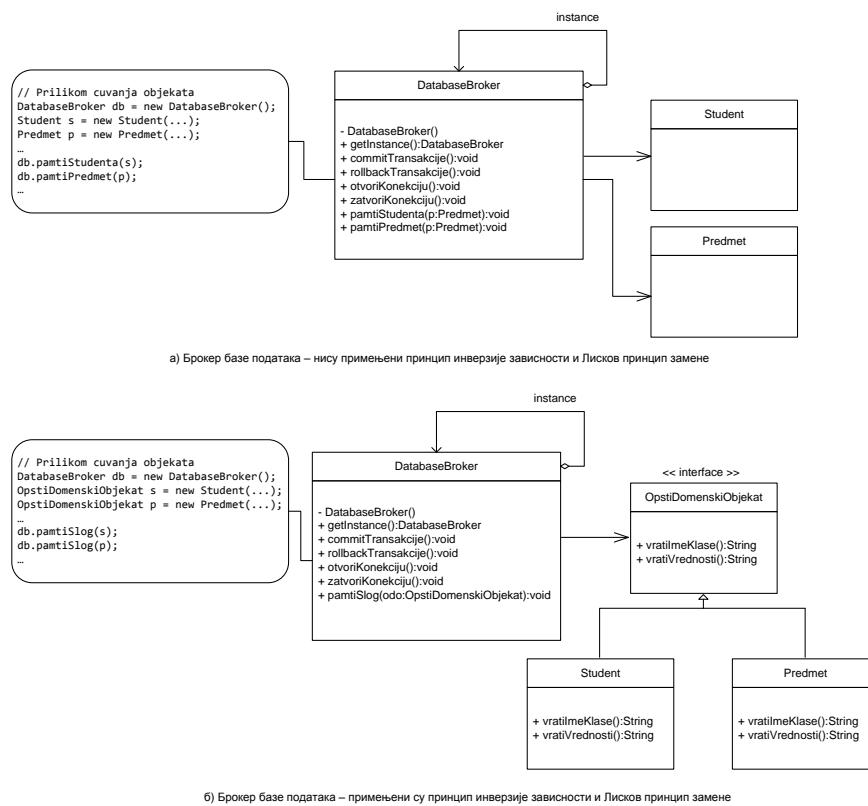 instance
// Prilikom cuvanja objekata
DatabaseBroker db = new DatabaseBroker();
Student s = new Student(...);
Predmet p = new Predmet(...);
…
db.pamtiStudenta(s);
db.pamtiPredmet(p);
…
DatabaseBroker
- DatabaseBroker()
+ getInstance():DatabaseBroker
+ commitTransakcije():void
+ rollbackTransakcije():void
+ otvoriKonekciju():void
+ zatvoriKonekciju():void
+ pamtiStudenta(p:Predmet):void
+ pamtiPredmet(p:Predmet):void
Student
Predmet
а) Брокер базе података – нису примењени принцип инверзије зависности и Лисков принцип замене
instance
// Prilikom cuvanja objekata
DatabaseBroker db = new DatabaseBroker();
OpstiDomenskiObjekat s = new Student(...);
OpstiDomenskiObjekat p = new Predmet(...);
…
db.pamtiSlog(s);
db.pamtiSlog(p);
…
DatabaseBroker
- DatabaseBroker()
+ getInstance():DatabaseBroker
+ commitTransakcije():void
+ rollbackTransakcije():void
+ otvoriKonekciju():void
+ zatvoriKonekciju():void
+ pamtiSlog(odo:OpstiDomenskiObjekat):void
<< interface >>
OpstiDomenskiObjekat
+ vratiImeKlase():String
+ vratiVrednosti():String
Student
+ vratiImeKlase():String
+ vratiVrednosti():String
Predmet
+ vratiImeKlase():String
+ vratiVrednosti():String
б) Брокер базе података – примењени су принцип инверзије зависности и Лисков принцип замене